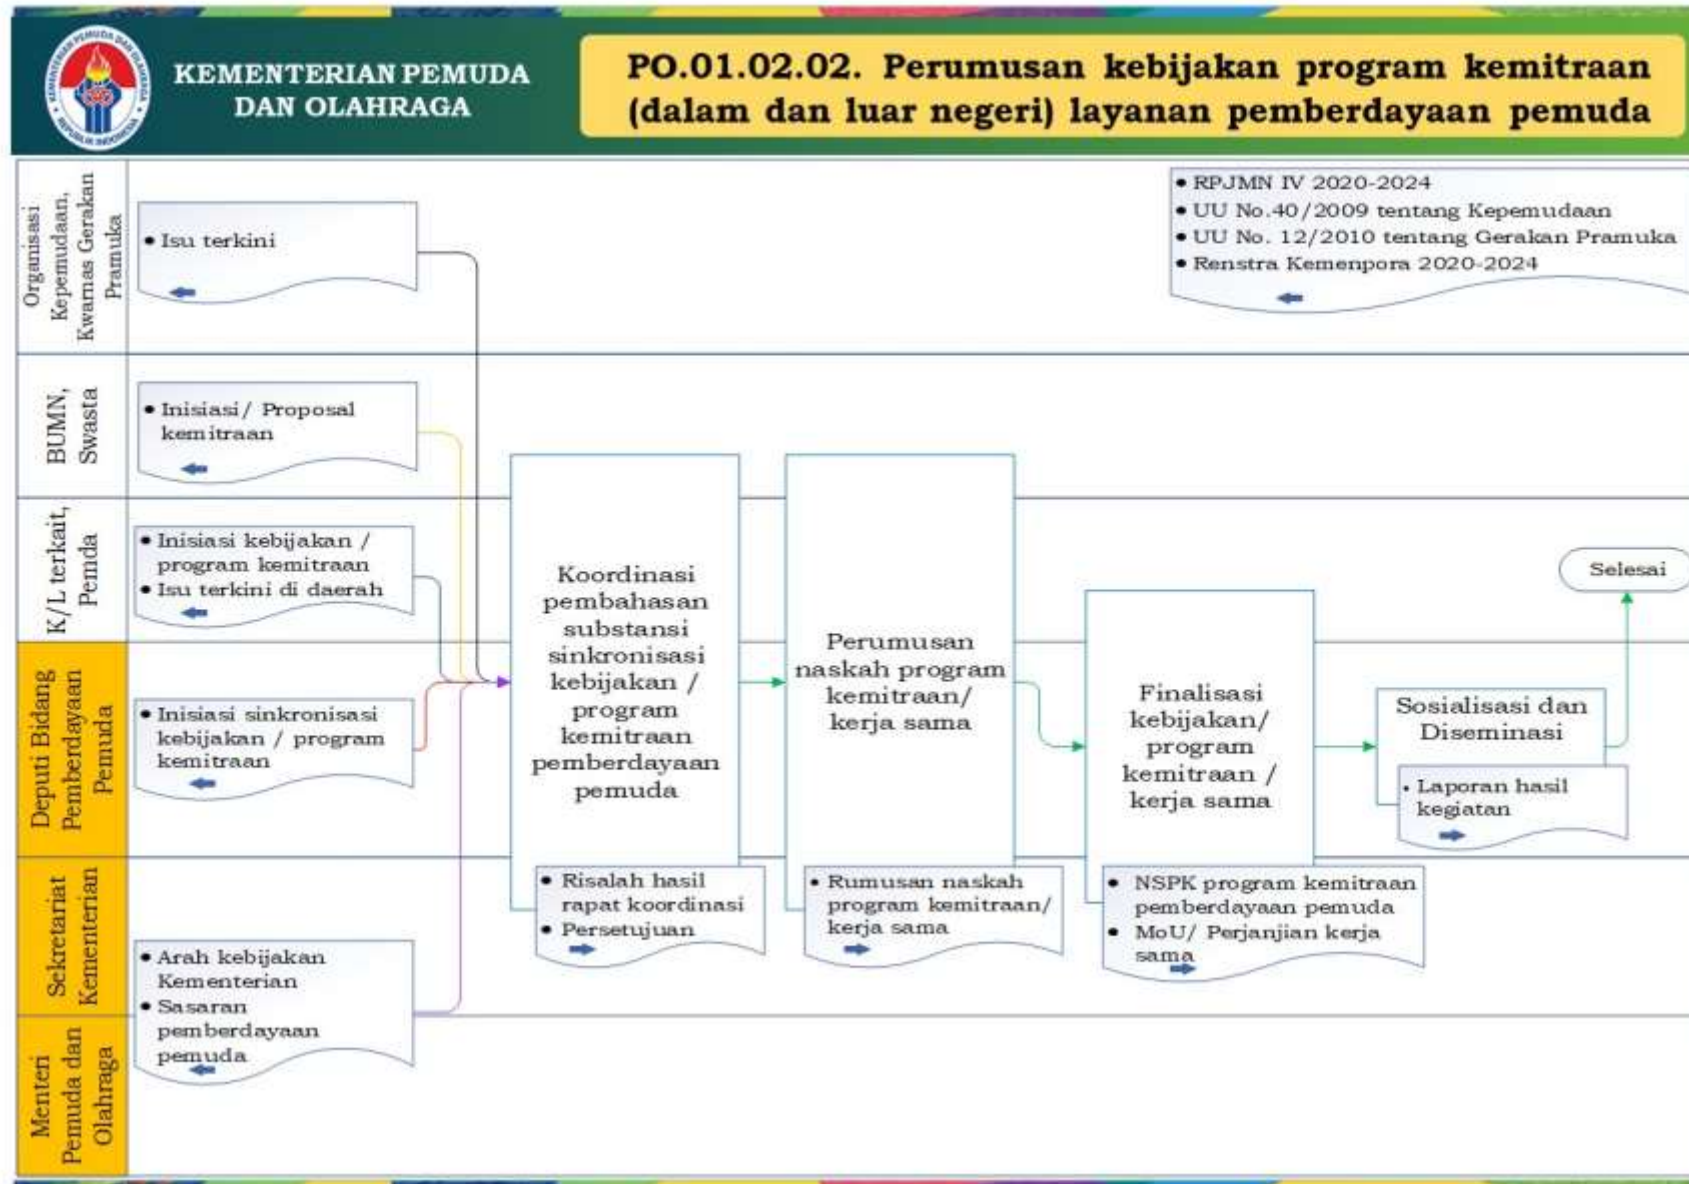 KEMENTERIAN PEMUDA DAN OLAHRAGA
REPUBLIK INDONESIA
KEMENTERIAN PEMUDA
DAN OLAHRAGA
PO.01.02.02. Perumusan kebijakan program kemitraan
(dalam dan luar negeri) layanan pemberdayaan pemuda
Organisasi
Kepemudaan,
Kwarnas Gerakan
Pramuka
• Isu terkini
• RPJMN IV 2020-2024
• UU No.40/2009 tentang Kepemudaan
• UU No. 12/2010 tentang Gerakan Pramuka
• Renstra Kemenpora 2020-2024
BUMN,
Swasta
• Inisiasi/ Proposal
kemitraan
K/L terkait,
Pemda
• Inisiasi kebijakan /
program kemitraan
• Isu terkini di daerah
Deputi Bidang
Pemberdayaan
Pemuda
• Inisiasi sinkronisasi
kebijakan / program
kemitraan
Koordinasi
pembahasan
substansi
sinkronisasi
kebijakan /
program
kemitraan
pemberdayaan
pemuda
Perumusan
naskah program
kemitraan/
kerja sama
Finalisasi
kebijakan/
program
kemitraan /
kerja sama
Sosialisasi dan
Diseminasi
• Laporan hasil
kegiatan
Selesai
Sekretariat
Kementerian
• Risalah hasil
rapat koordinasi
• Persetujuan
• Rumusan naskah
program kemitraan/
kerja sama
• NSPK program kemitraan
pemberdayaan pemuda
• MoU/ Perjanjian kerja
sama
• Arah kebijakan
Kementerian
• Sasaran
pemberdayaan
pemuda
Menteri
Pemuda dan
Olahraga